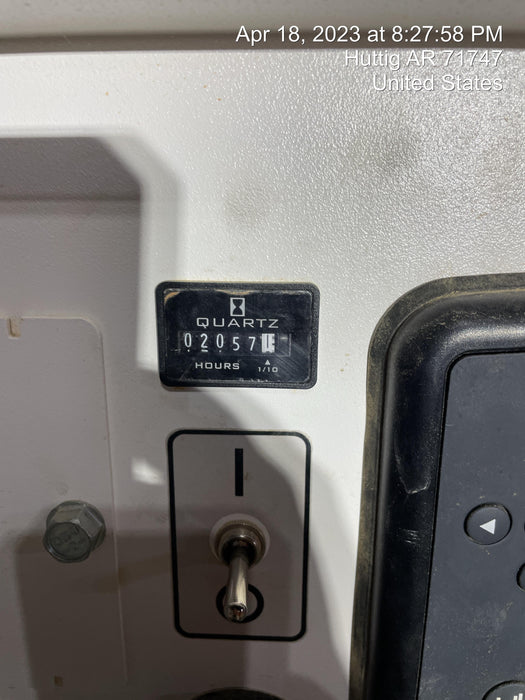 Apr 18, 2023 at 8:27:58 PM
Huttig AR 71747
United States
QUARTZ
02057
HOURS 1/10